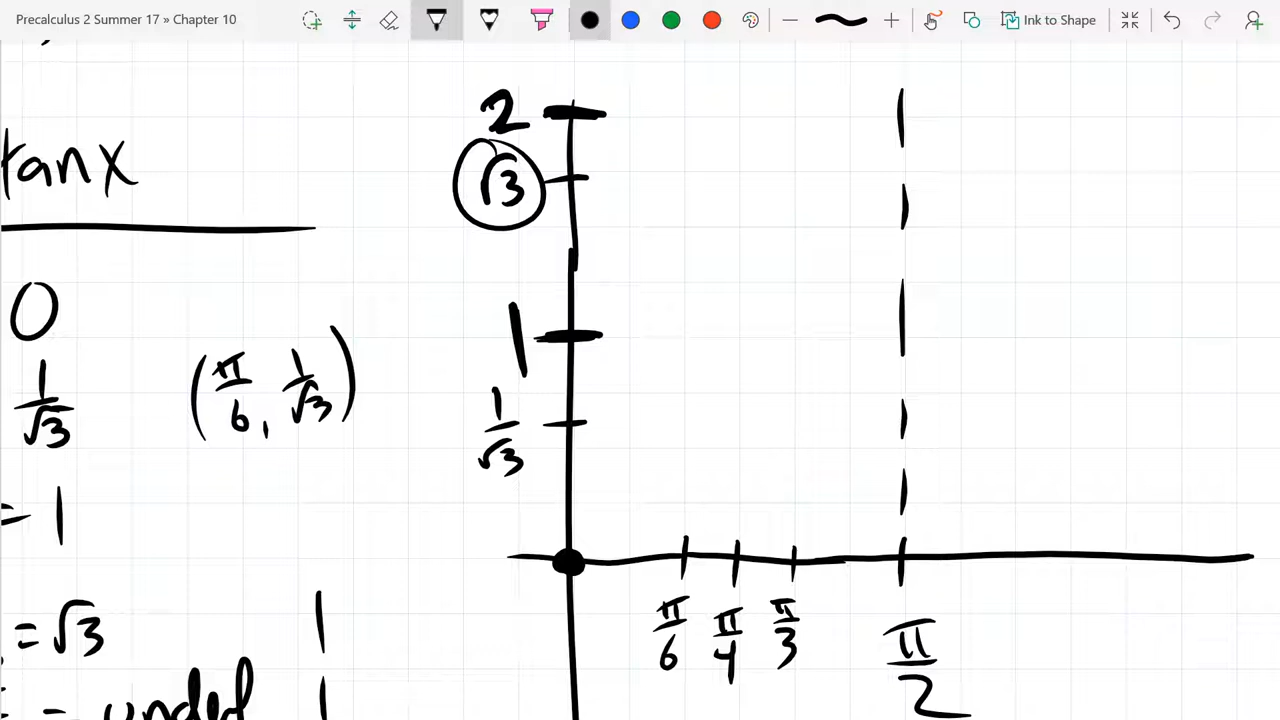 Precalculus 2 Summer 17 » Chapter 10
Ink to Shape
tan x
0
1/√3
(π/6, 1/√3)
= 1
= √3
= undef
2
√3
1
1/√3
π/6 π/4 π/3 π/2